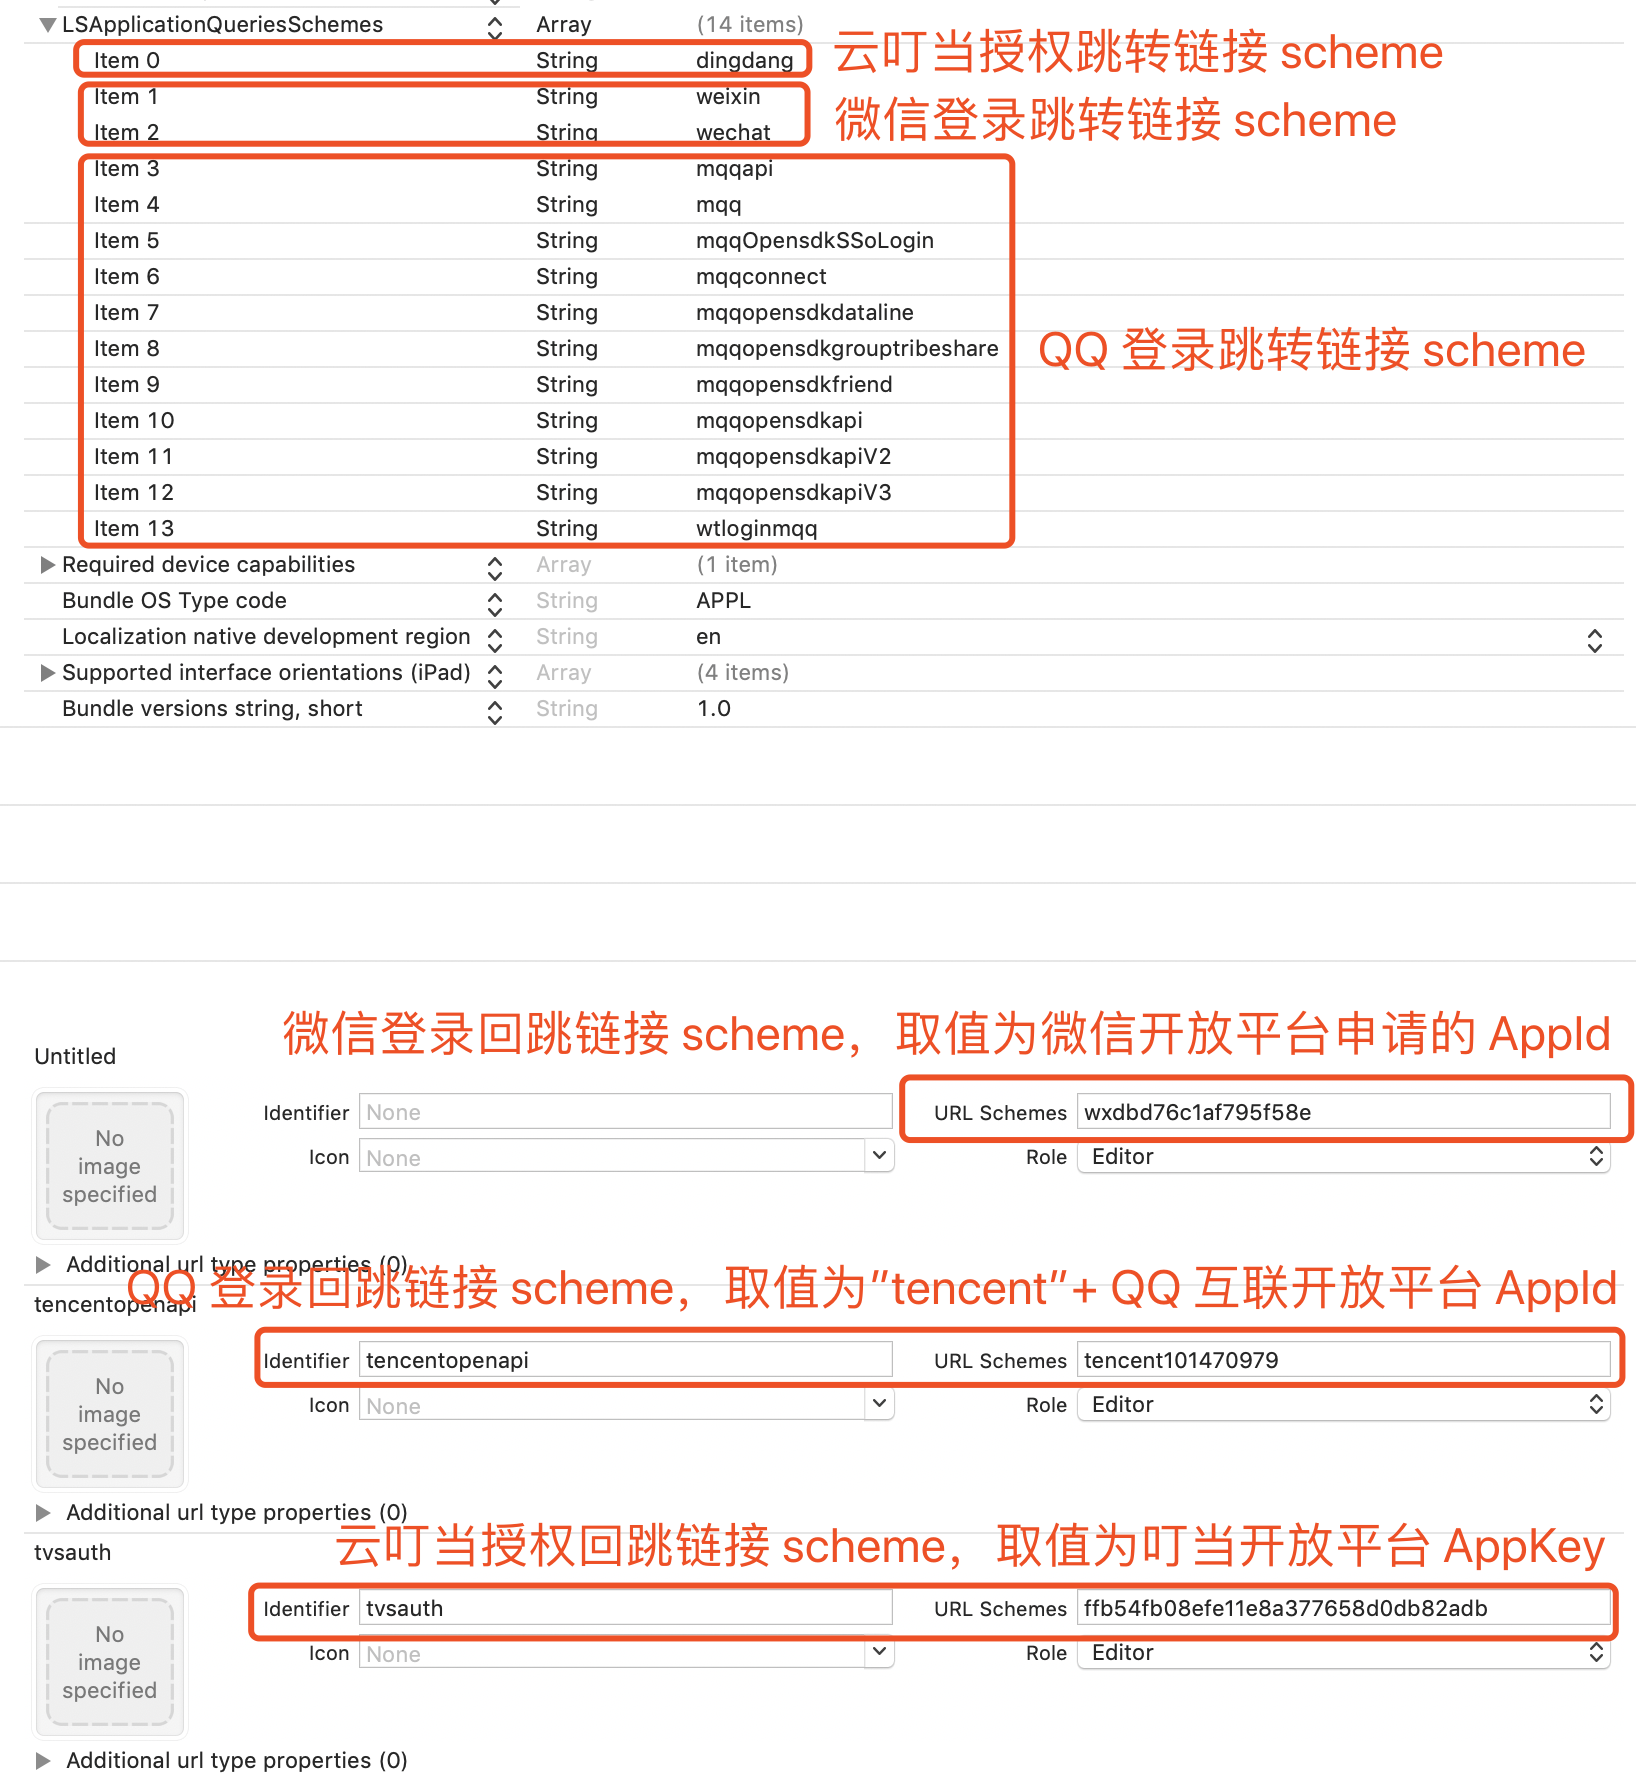 LSApplicationQueriesSchemes Array (14 items)
Item 0 String dingdang 云叮当授权跳转链接 scheme
Item 1 String weixin
微信登录跳转链接 scheme
Item 2 String wechat
Item 3 String mqqapi
Item 4 String mqq
Item 5 String mqqOpensdkSSoLogin
Item 6 String mqqconnect
Item 7 String mqqopensdkdataline
Item 8 String mqqopensdkgrouptribeshare QQ 登录跳转链接 scheme
Item 9 String mqqopensdkfriend
Item 10 String mqqopensdkapi
Item 11 String mqqopensdkapiV2
Item 12 String mqqopensdkapiV3
Item 13 String wtloginmqq
Required device capabilities Array (1 item)
Bundle OS Type code String APPL
Localization native development region String en
Supported interface orientations (iPad) Array (4 items)
Bundle versions string, short String 1.0
微信登录回跳链接 scheme，取值为微信开放平台申请的 AppId
Untitled
No image specified
Identifier None URL Schemes wxdbd76c1af795f58e
Icon None Role Editor
Additional url type properties (0)
QQ 登录回跳链接 scheme，取值为"tencent"+ QQ 互联开放平台 AppId
tencentopenapi
No image specified
Identifier tencentopenapi URL Schemes tencent101470979
Icon None Role Editor
Additional url type properties (0)
云叮当授权回跳链接 scheme，取值为叮当开放平台 AppKey
tvsauth
No image specified
Identifier tvsauth URL Schemes ffb54fb08efe11e8a377658d0db82adb
Icon None Role Editor
Additional url type properties (0)